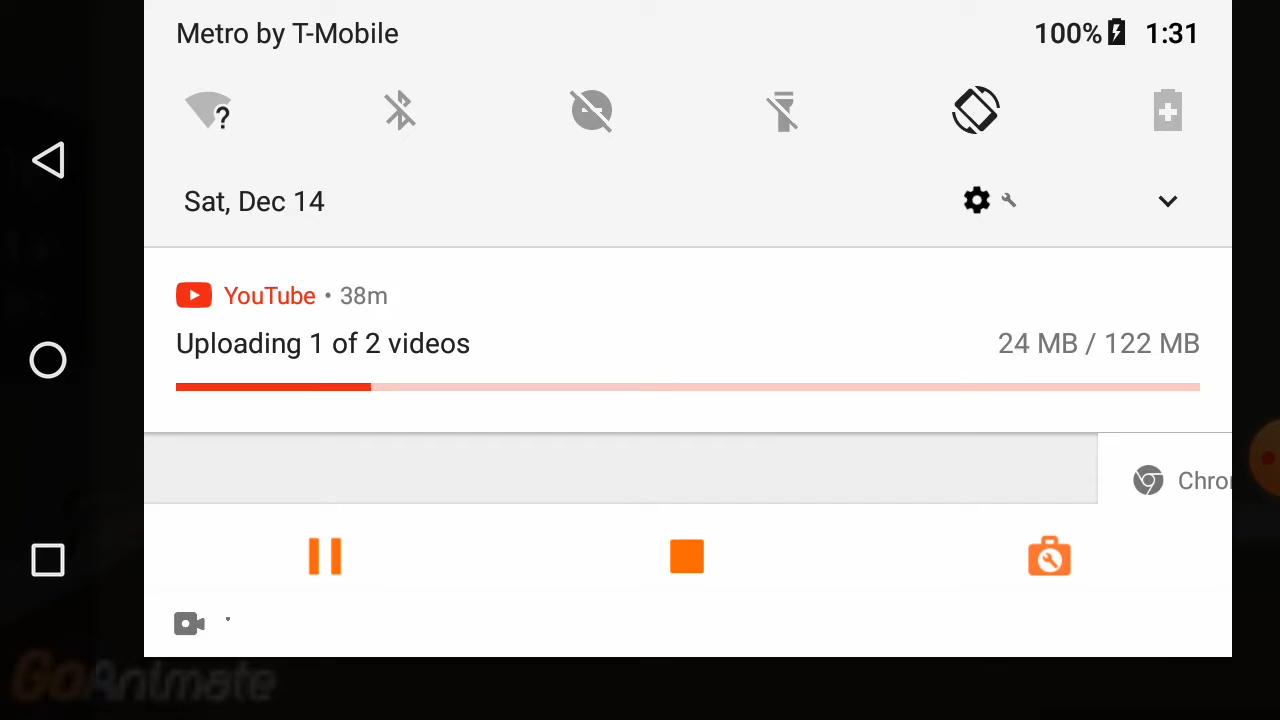 Metro by T-Mobile 100% 1:31
?
Sat, Dec 14
YouTube • 38m
Uploading 1 of 2 videos 24 MB / 122 MB
Chro
GoAnimate